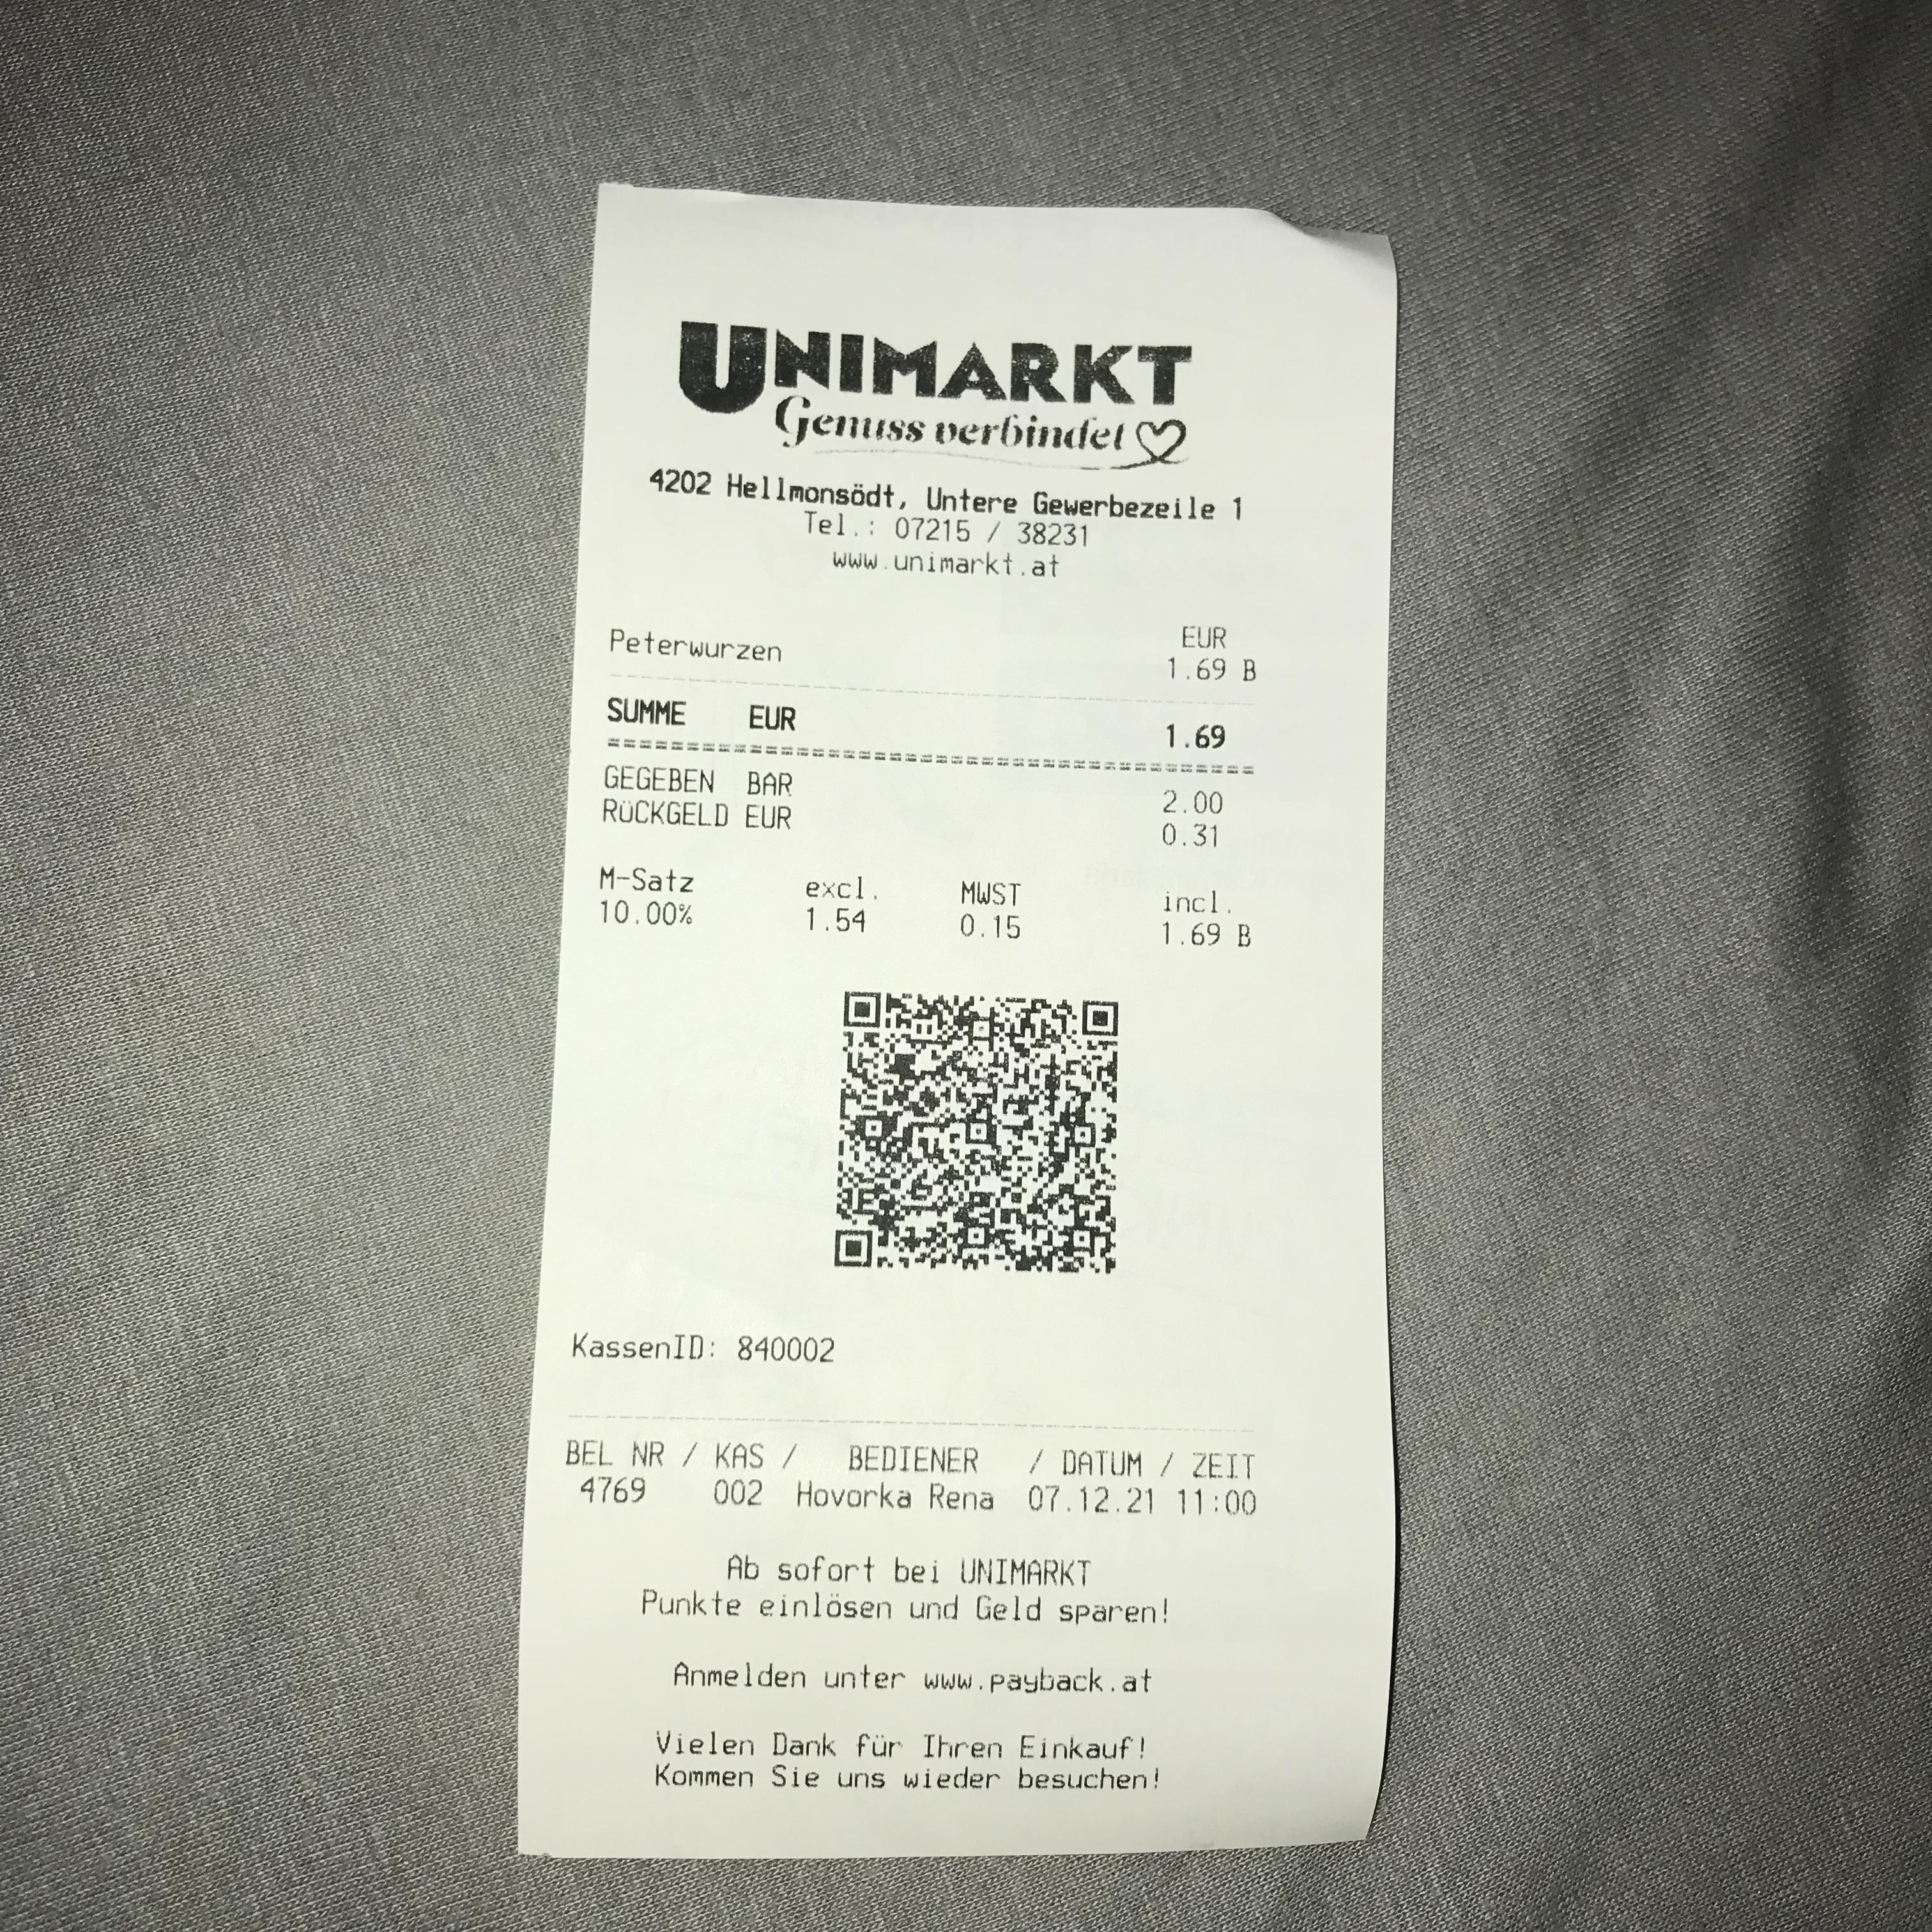 UNIMARKT
Genuss verbindet
4202 Hellmonsödt, Untere Gewerbezeile 1
Tel.: 07215 / 38231
www.unimarkt.at
EUR
Peterwurzen 1.69 B
SUMME EUR 1.69
GEGEBEN BAR 2.00
RÜCKGELD EUR 0.31
M-Satz excl. MWST incl.
10.00% 1.54 0.15 1.69 B
KassenID: 840002
BEL NR / KAS / BEDIENER / DATUM / ZEIT
4769 002 Hovorka Rena 07.12.21 11:00
Ab sofort bei UNIMARKT
Punkte einlösen und Geld sparen!
Anmelden unter www.payback.at
Vielen Dank für Ihren Einkauf!
Kommen Sie uns wieder besuchen!